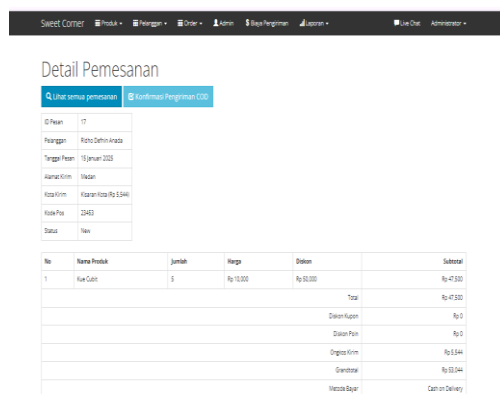 Sweet Corner Produk Pelanggan Order Admin $ Biaya Pengiriman Laporan Live Chat Administrator
Detail Pemesanan
Lihat semua pemesanan Konfirmasi Pengiriman COD
ID Pesan 17
Pelanggan Ridho Defrin Anada
Tanggal Pesan 15 Januari 2025
Alamat Kirim Medan
Kota Kirim Kisaran Kota (Rp 5,544)
Kode Pos 23453
Status New
No Nama Produk Jumlah Harga Diskon Subtotal
1 Kue Cubit 5 Rp 10,000 Rp 50,000 Rp 47,500
Total Rp 47,500
Diskon Kupon Rp 0
Diskon Poin Rp 0
Ongkos Kirim Rp 5,544
Grandtotal Rp 53,044
Metode Bayar Cash on Delivery